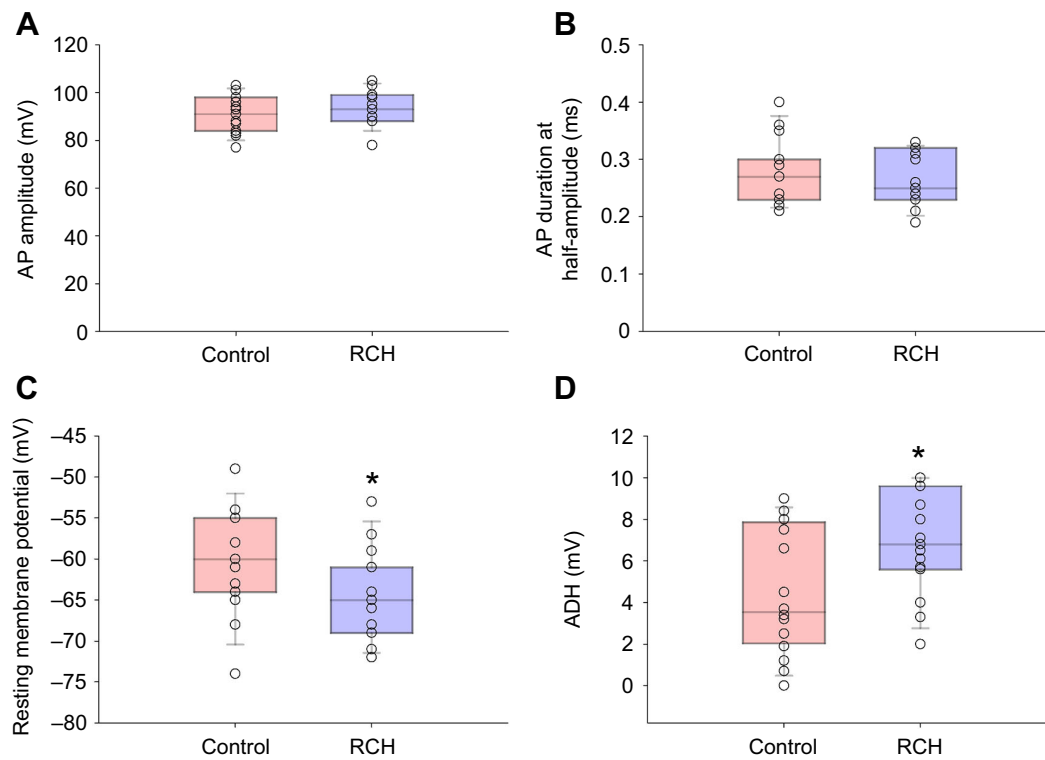 A
AP amplitude (mV)
120
100
80
60
40
20
0
Control
RCH
B
AP duration at
half-amplitude (ms)
0.5
0.4
0.3
0.2
0.1
0
Control
RCH
C
Resting membrane potential (mV)
–45
–50
–55
–60
–65
–70
–75
–80
*
Control
RCH
D
ADH (mV)
12
10
8
6
4
2
0
*
Control
RCH